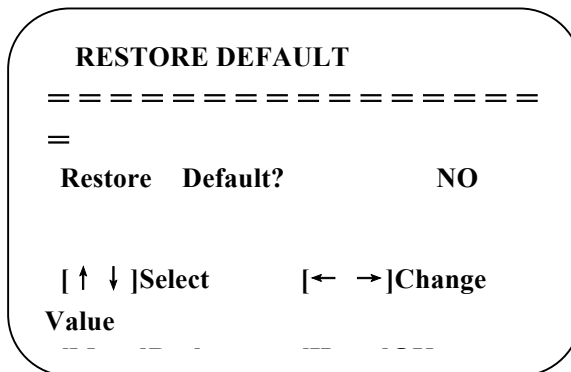 RESTORE DEFAULT
= = = = = = = = = = = = = = = =
=
Restore Default? NO
[ ↑ ↓ ]Select [← →]Change
Value